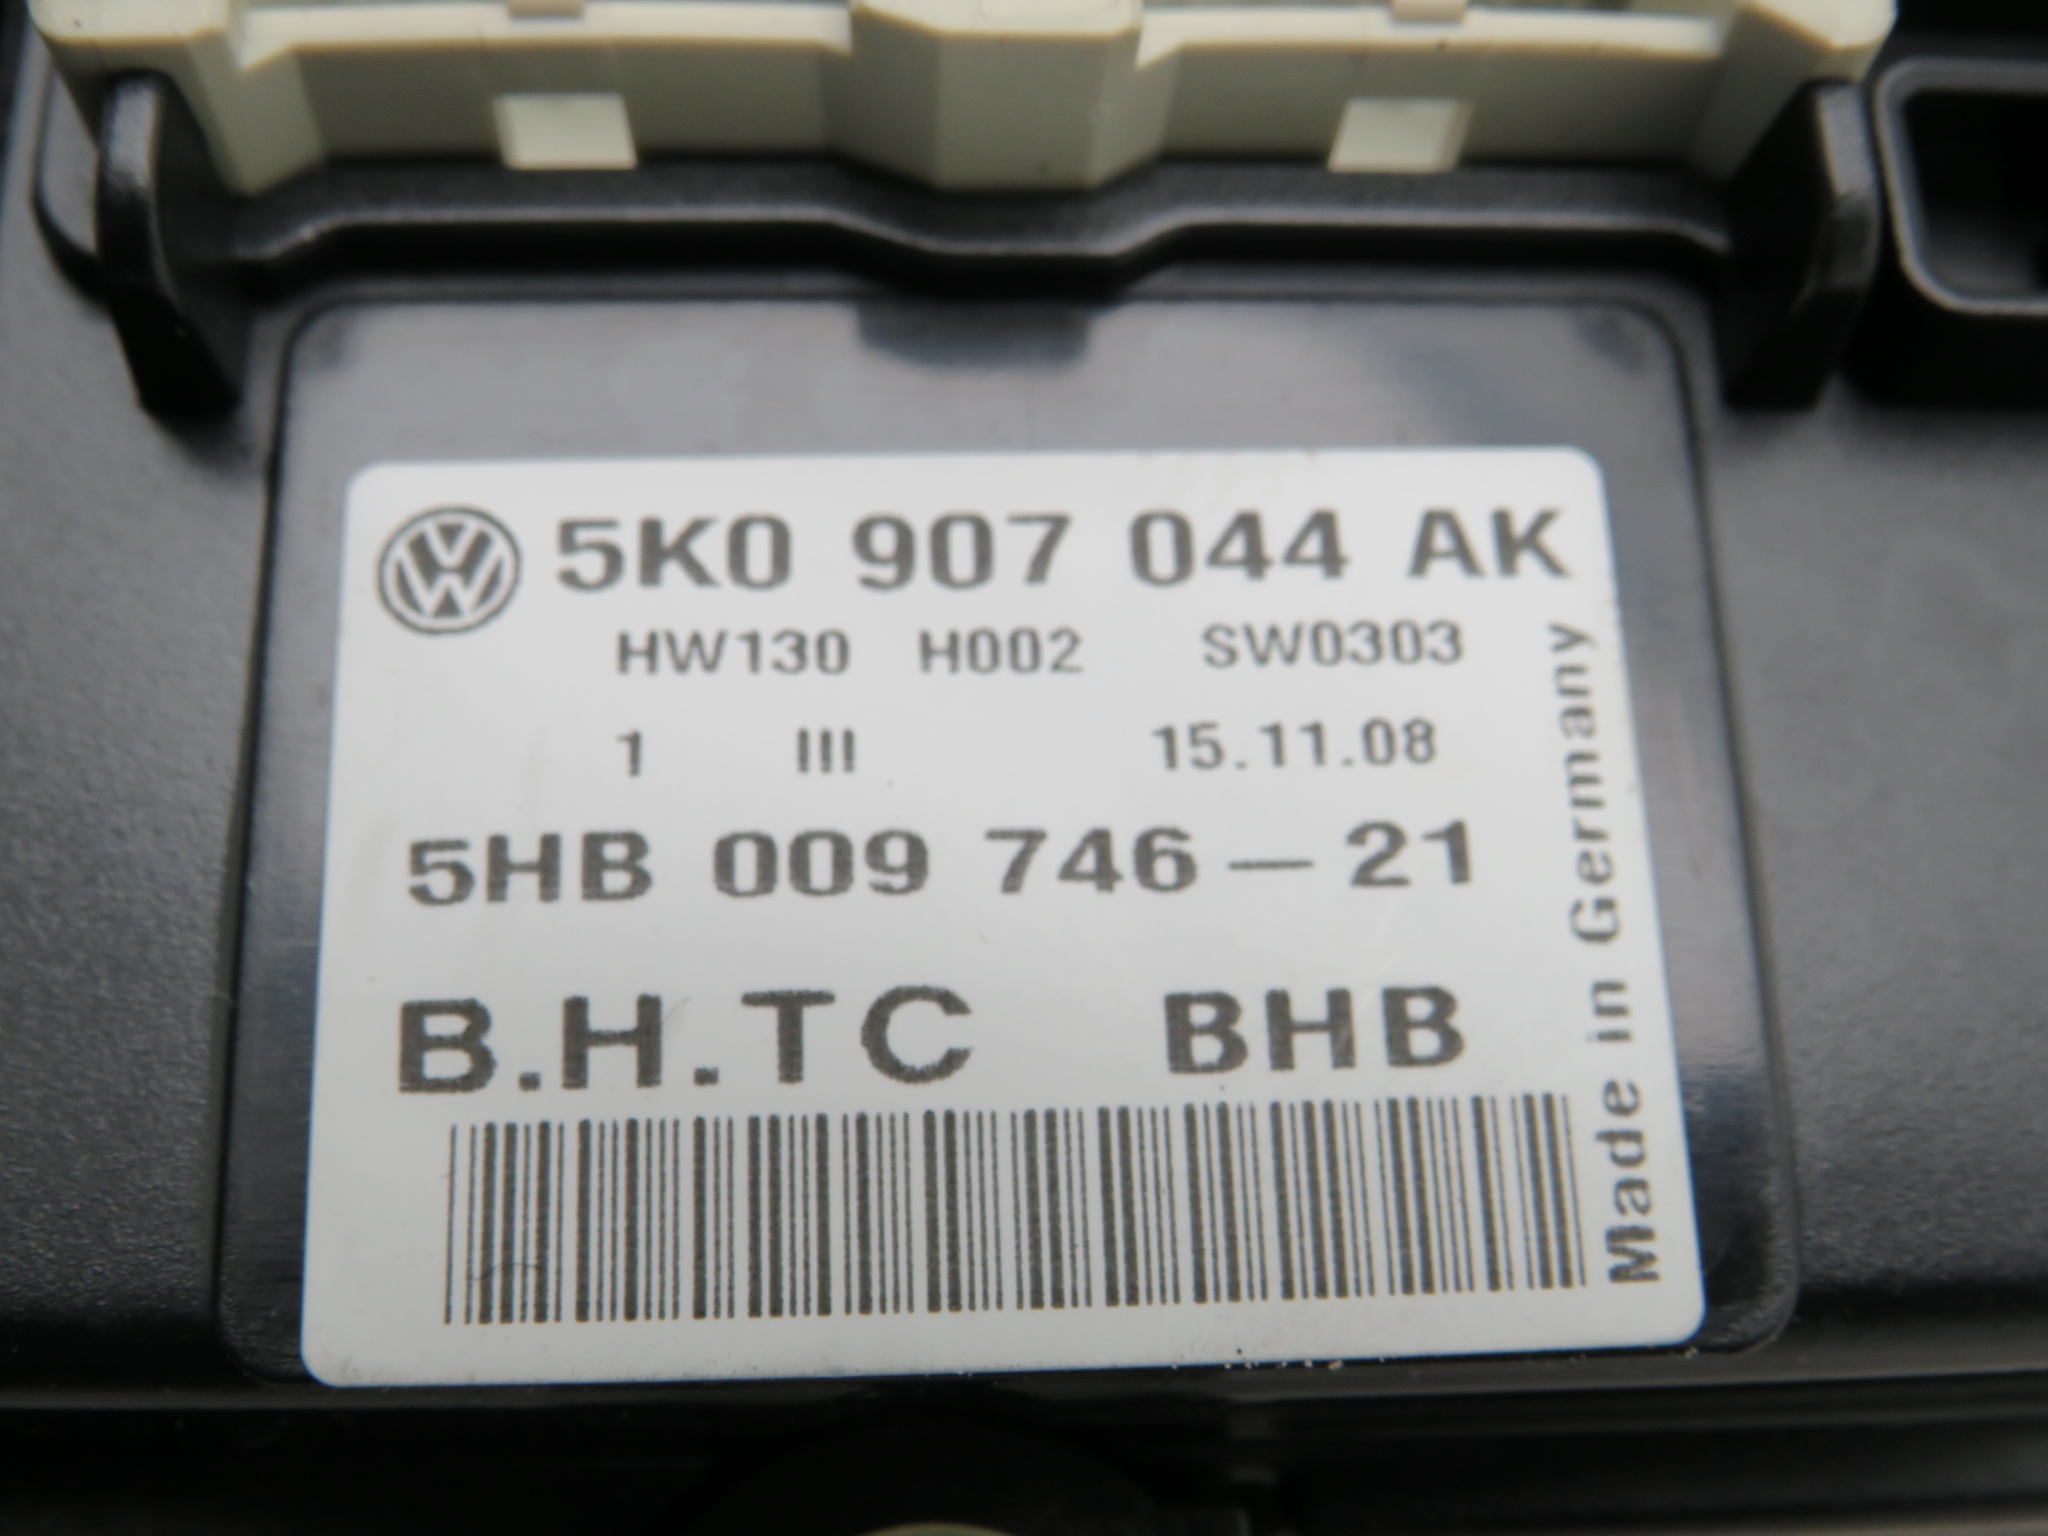 5K0 907 044 AK
HW130 H002 SW0303
1 III 15.11.08
5HB 009 746-21
B.H.TC BHB
Made in Germany